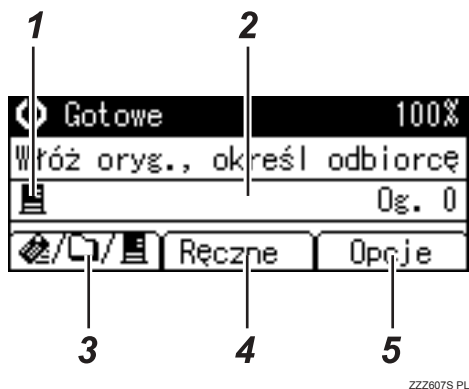 1 2
Gotowe 100%
Włóż oryg., określ odbiorcę
Og. 0
/ / Ręczne Opcje
3 4 5
ZZZ607S PL